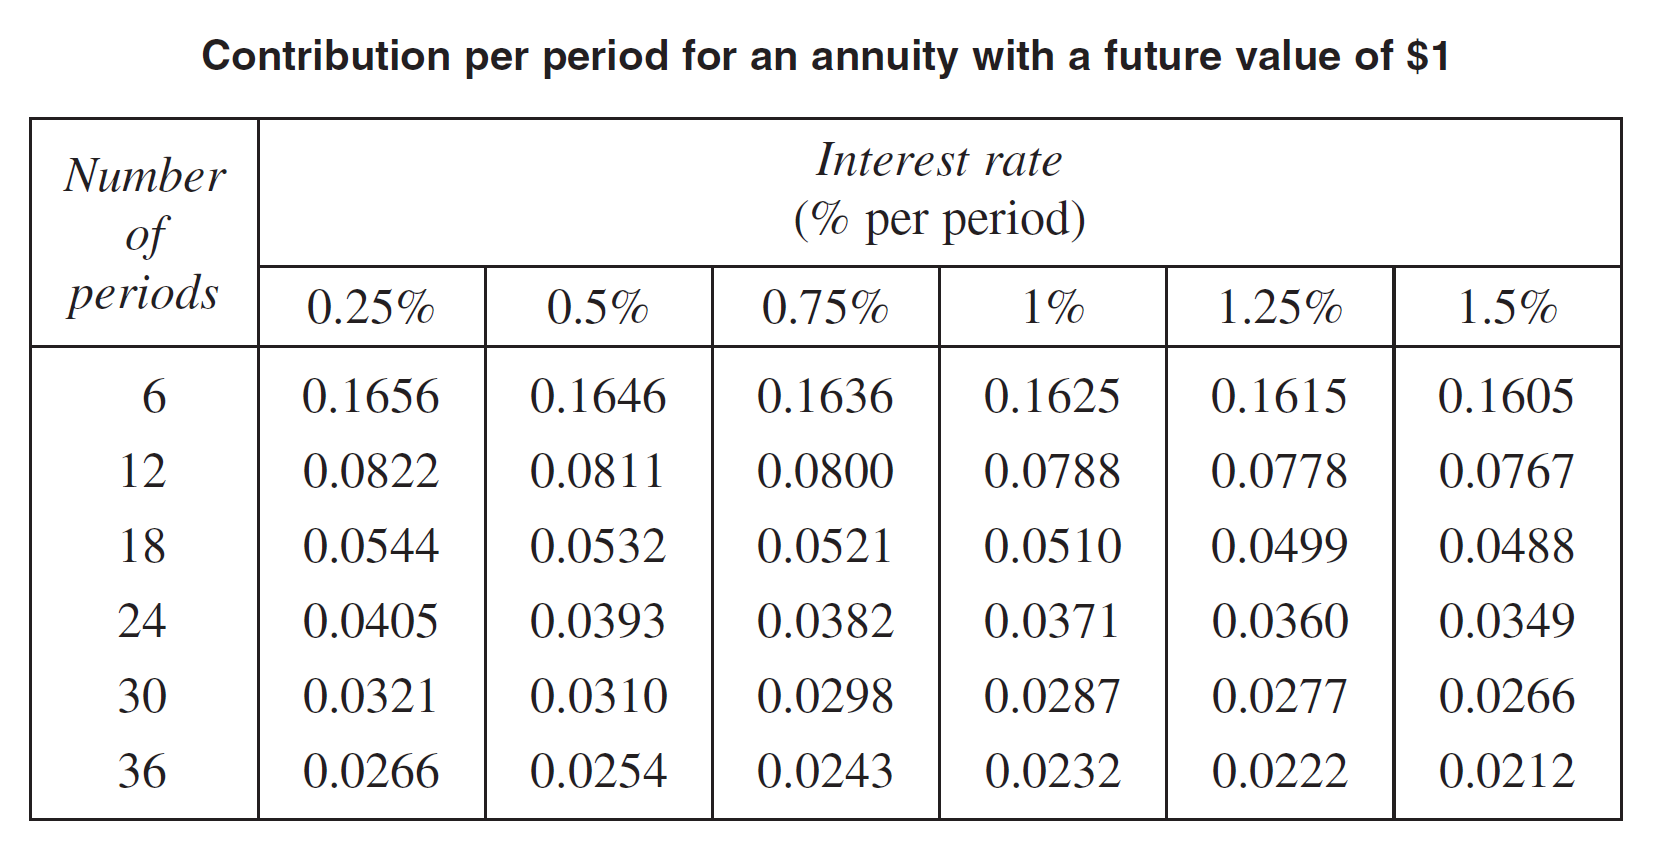 Contribution per period for an annuity with a future value of $1
Number
of
periods
Interest rate
(% per period)
0.25% 0.5% 0.75% 1% 1.25% 1.5%
6 0.1656 0.1646 0.1636 0.1625 0.1615 0.1605
12 0.0822 0.0811 0.0800 0.0788 0.0778 0.0767
18 0.0544 0.0532 0.0521 0.0510 0.0499 0.0488
24 0.0405 0.0393 0.0382 0.0371 0.0360 0.0349
30 0.0321 0.0310 0.0298 0.0287 0.0277 0.0266
36 0.0266 0.0254 0.0243 0.0232 0.0222 0.0212